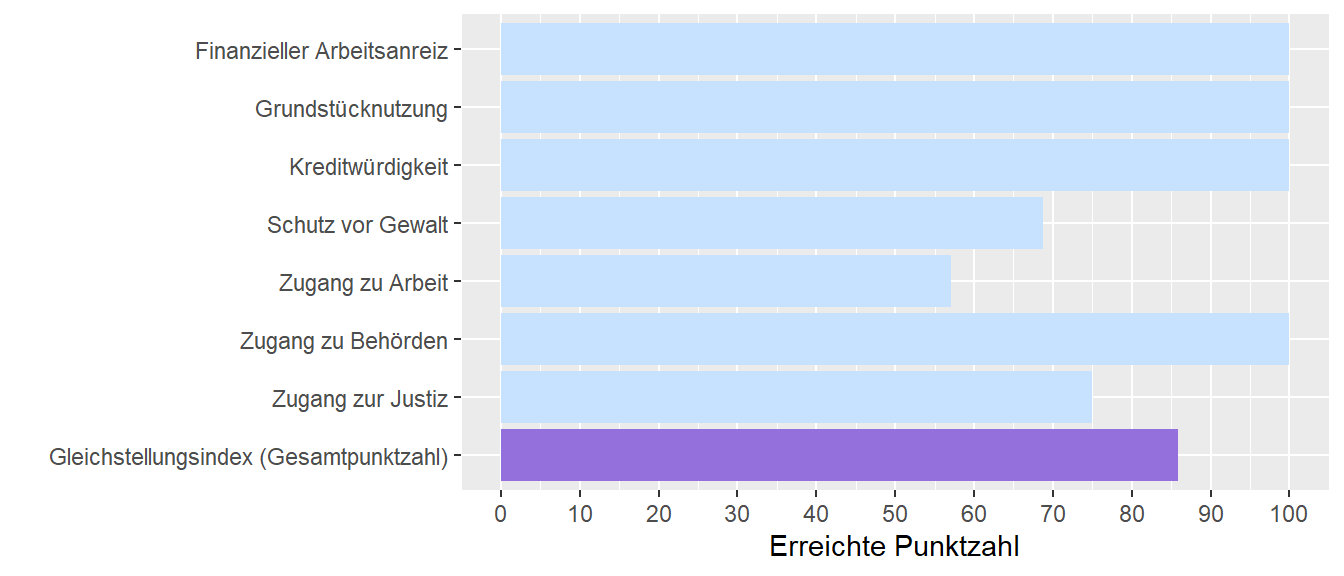 Finanzieller Arbeitsanreiz
Grundstücknutzung
Kreditwürdigkeit
Schutz vor Gewalt
Zugang zu Arbeit
Zugang zu Behörden
Zugang zur Justiz
Gleichstellungsindex (Gesamtpunktzahl)
0 10 20 30 40 50 60 70 80 90 100
Erreichte Punktzahl